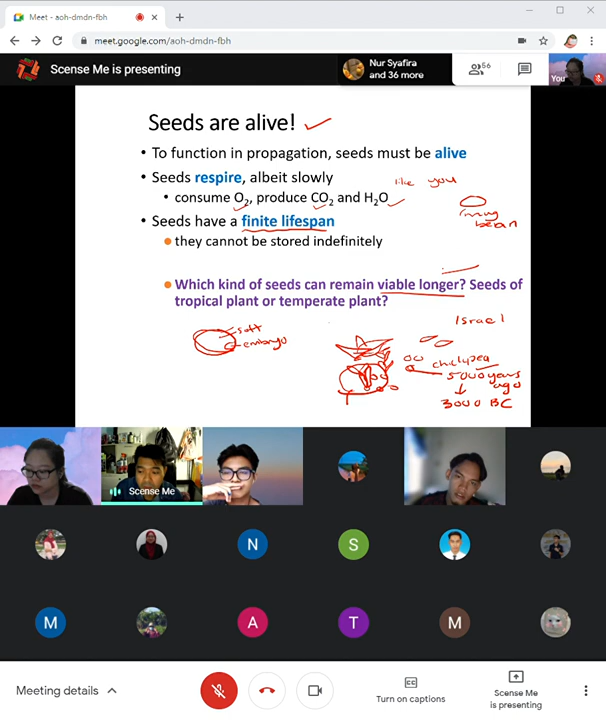 Meet - aoh-dmdn-fbh
meet.google.com/aoh-dmdn-fbh
Scense Me is presenting
Nur Syafira
and 36 more
56
You
Seeds are alive!
• To function in propagation, seeds must be alive
• Seeds respire, albeit slowly
like you
• consume O2, produce CO2 and H2O
mung
bean
• Seeds have a finite lifespan
• they cannot be stored indefinitely
• Which kind of seeds can remain viable longer? Seeds of
tropical plant or temperate plant?
Israel
soft
embryo
chickpea
5000 years
ago
3000 BC
Scense Me
N
S
M
A
T
M
Meeting details
CC
Turn on captions
Scense Me
is presenting